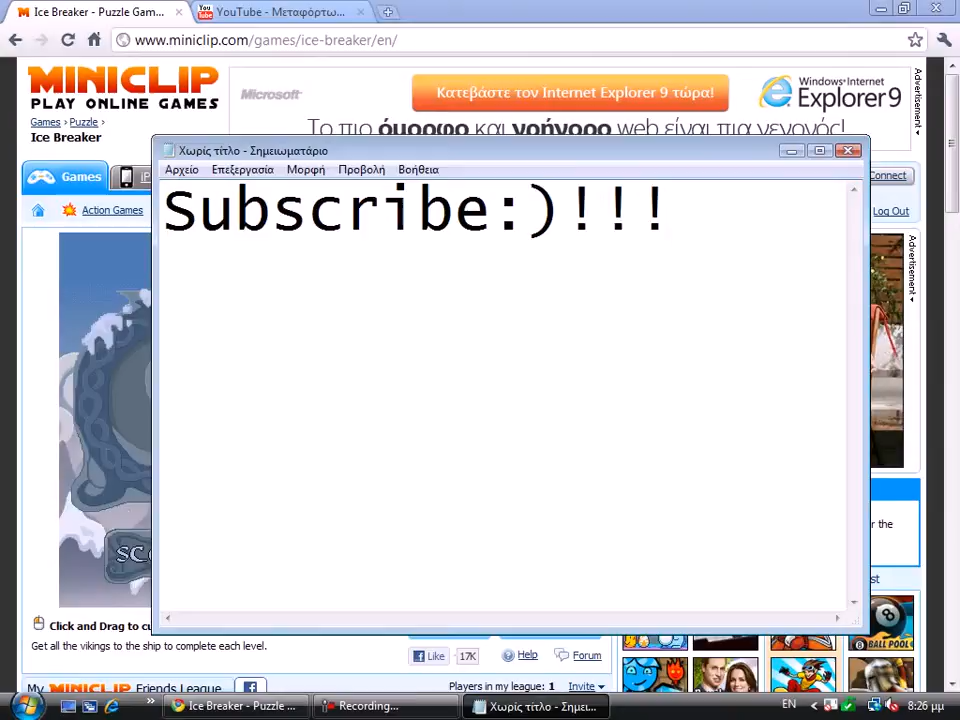 Ice Breaker - Puzzle Gam...
YouTube - Μεταφόρτω...
www.miniclip.com/games/ice-breaker/en/
MINICLIP
PLAY ONLINE GAMES
Games › Puzzle ›
Ice Breaker
Microsoft
Κατεβάστε τον Internet Explorer 9 τώρα!
Windows Internet
Explorer 9
Advertisement
Το πιο όμορφο και γρήγορο web είναι πια γεγονός!
Χωρίς τίτλο - Σημειωματάριο
Αρχείο Επεξεργασία Μορφή Προβολή Βοήθεια
Subscribe:)!!!
Games
Connect
Action Games
Log Out
Advertisement
the
st
Click and Drag to cu
Get all the vikings to the ship to complete each level.
Like 17K Help Forum
8 BALL POOL
My MINICLIP Friends League
Players in my league: 1 Invite
Ice Breaker - Puzzle ...
Recording...
Χωρίς τίτλο - Σημει...
EN
8:26 μμ